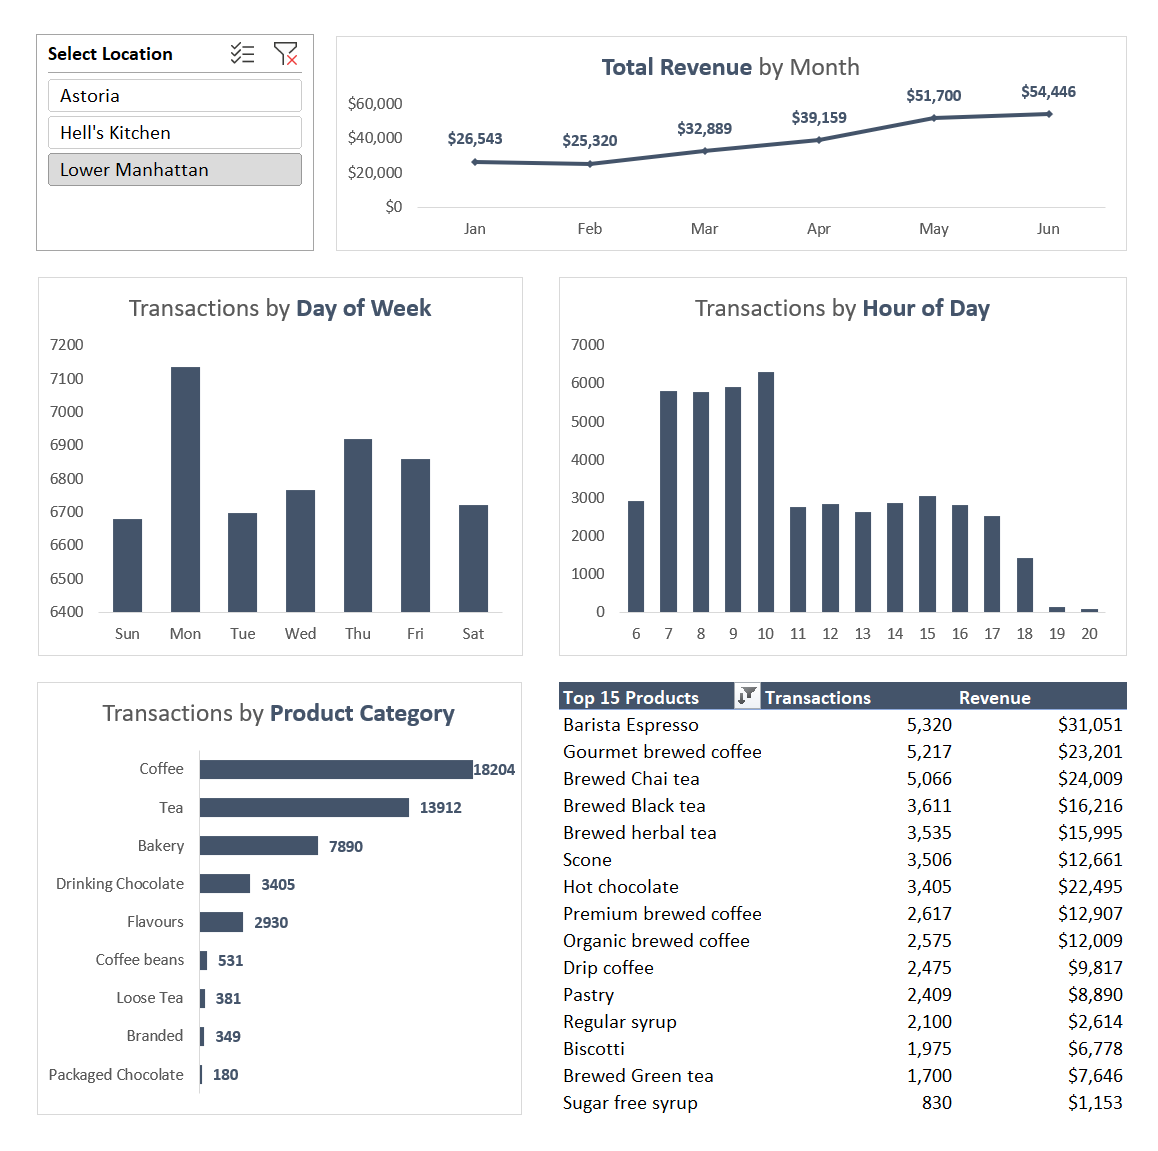 Select Location
Astoria
Hell's Kitchen
Lower Manhattan
Total Revenue by Month
$60,000
$40,000
$20,000
$0
$26,543 $25,320 $32,889 $39,159 $51,700 $54,446
Jan Feb Mar Apr May Jun
Transactions by Day of Week
7200
7100
7000
6900
6800
6700
6600
6500
6400
Sun Mon Tue Wed Thu Fri Sat
Transactions by Hour of Day
7000
6000
5000
4000
3000
2000
1000
0
6 7 8 9 10 11 12 13 14 15 16 17 18 19 20
Transactions by Product Category
Coffee 18204
Tea 13912
Bakery 7890
Drinking Chocolate 3405
Flavours 2930
Coffee beans 531
Loose Tea 381
Branded 349
Packaged Chocolate 180
Top 15 Products Transactions Revenue
Barista Espresso 5,320 $31,051
Gourmet brewed coffee 5,217 $23,201
Brewed Chai tea 5,066 $24,009
Brewed Black tea 3,611 $16,216
Brewed herbal tea 3,535 $15,995
Scone 3,506 $12,661
Hot chocolate 3,405 $22,495
Premium brewed coffee 2,617 $12,907
Organic brewed coffee 2,575 $12,009
Drip coffee 2,475 $9,817
Pastry 2,409 $8,890
Regular syrup 2,100 $2,614
Biscotti 1,975 $6,778
Brewed Green tea 1,700 $7,646
Sugar free syrup 830 $1,153